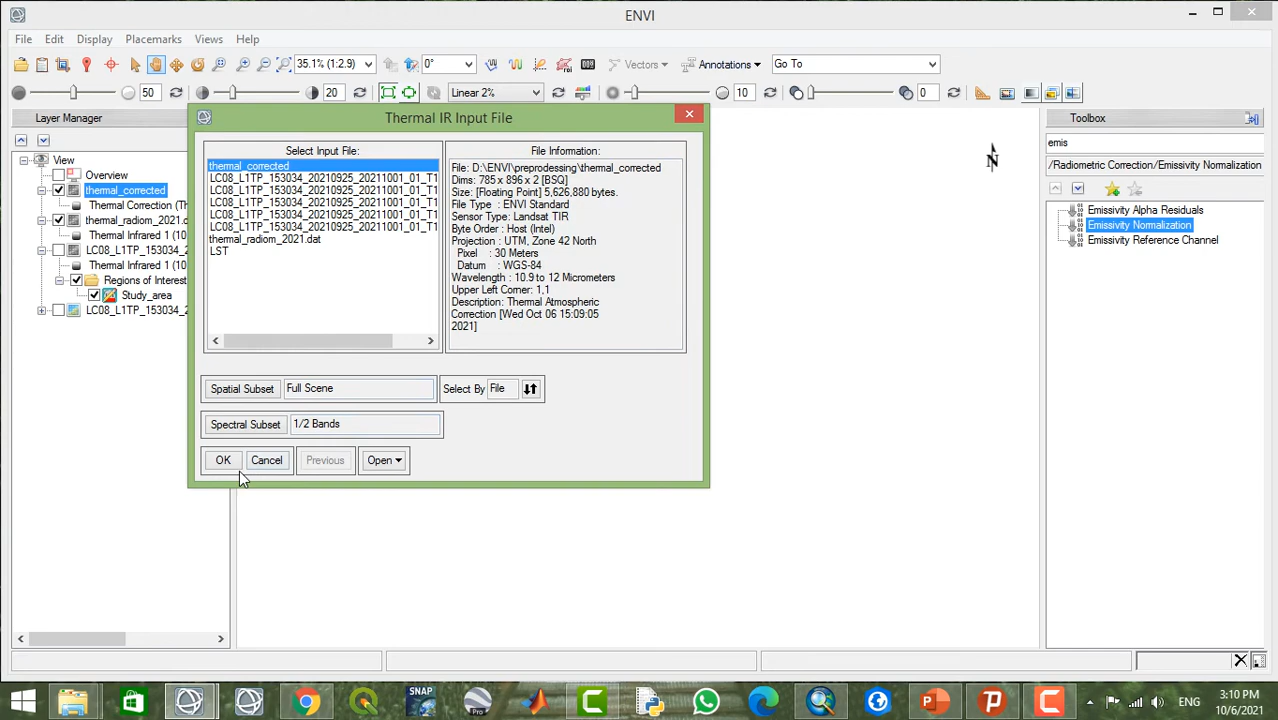 ENVI
File Edit Display Placemarks Views Help
35.1% (1:2.9) 0° Vectors Annotations Go To
50 20 Linear 2% 10 0
Layer Manager
View
Overview
thermal_corrected
Thermal Correction (Th
thermal_radiom_2021.d
Thermal Infrared 1 (10
LC08_L1TP_153034_2
Thermal Infrared 1 (10
Regions of Interest
Study_area
LC08_L1TP_153034_2
Thermal IR Input File
Select Input File:
thermal_corrected
LC08_L1TP_153034_20210925_20211001_01_T1
LC08_L1TP_153034_20210925_20211001_01_T1
LC08_L1TP_153034_20210925_20211001_01_T1
LC08_L1TP_153034_20210925_20211001_01_T1
LC08_L1TP_153034_20210925_20211001_01_T1
thermal_radiom_2021.dat
LST
File Information:
File: D:\ENVI\preprodessing\thermal_corrected
Dims: 785 x 896 x 2 [BSQ]
Size: [Floating Point] 5,626,880 bytes.
File Type : ENVI Standard
Sensor Type: Landsat TIR
Byte Order : Host (Intel)
Projection : UTM, Zone 42 North
Pixel : 30 Meters
Datum : WGS-84
Wavelength : 10.9 to 12 Micrometers
Upper Left Corner: 1,1
Description: Thermal Atmospheric
Correction [Wed Oct 06 15:09:05
2021]
Spatial Subset Full Scene Select By File
Spectral Subset 1/2 Bands
OK Cancel Previous Open
N
Toolbox
emis
/Radiometric Correction/Emissivity Normalization
Emissivity Alpha Residuals
Emissivity Normalization
Emissivity Reference Channel
SNAP
Pro
ENG
3:10 PM
10/6/2021